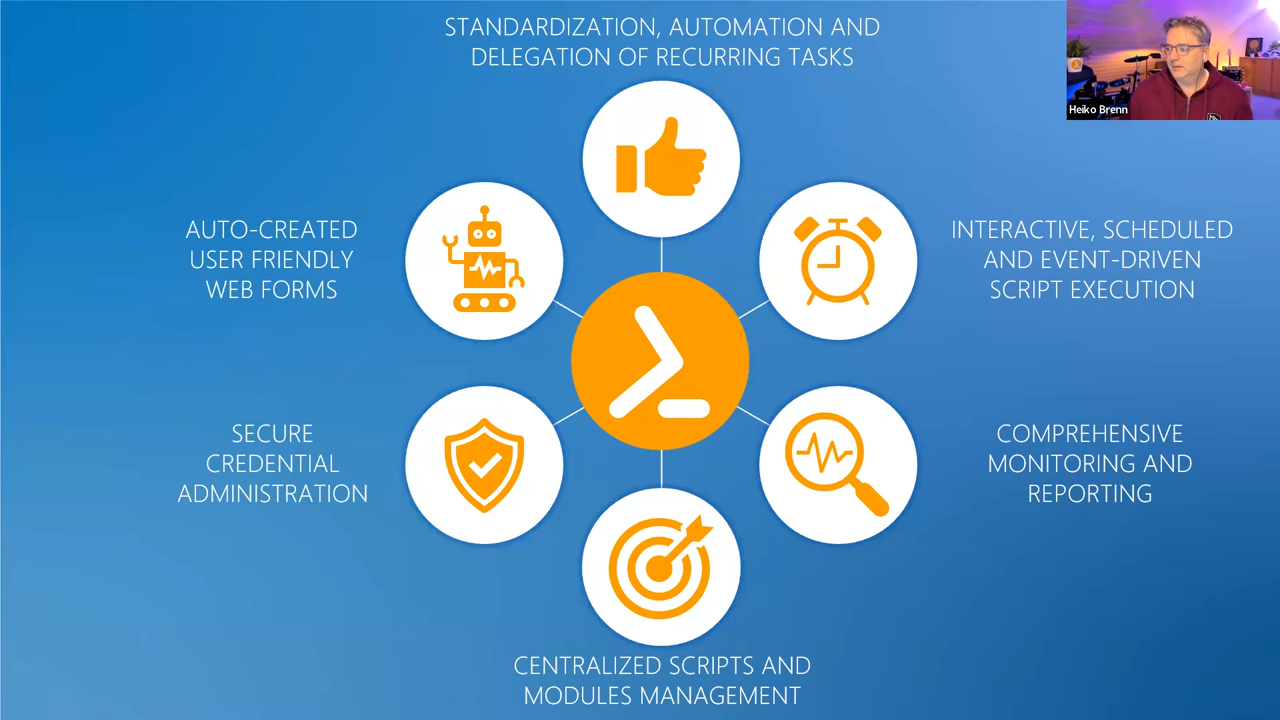 STANDARDIZATION, AUTOMATION AND
DELEGATION OF RECURRING TASKS
Heiko Brenn
AUTO-CREATED
USER FRIENDLY
WEB FORMS
INTERACTIVE, SCHEDULED
AND EVENT-DRIVEN
SCRIPT EXECUTION
SECURE
CREDENTIAL
ADMINISTRATION
COMPREHENSIVE
MONITORING AND
REPORTING
CENTRALIZED SCRIPTS AND
MODULES MANAGEMENT